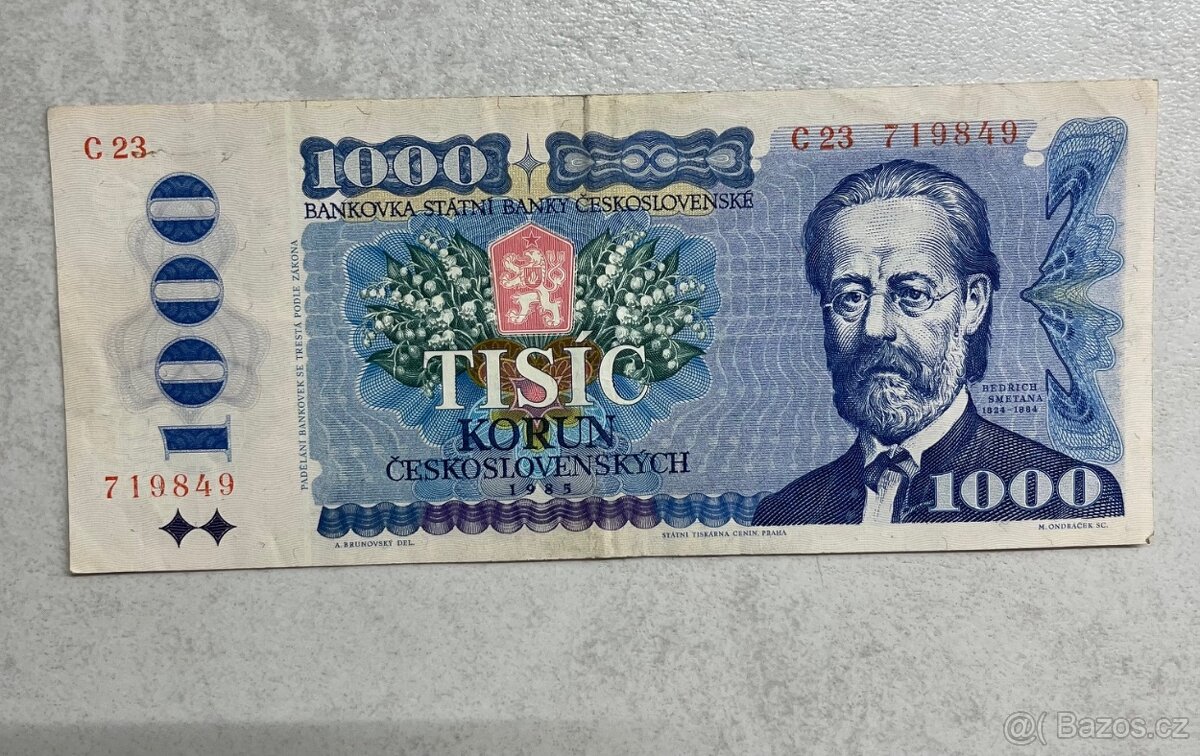 C 23
C 23 719849
1000
1000
BANKOVKA STÁTNÍ BANKY ČESKOSLOVENSKÉ
PADĚLÁNÍ BANKOVEK SE TRESTÁ PODLE ZÁKONA
TISÍC
KORUN
ČESKOSLOVENSKÝCH
1985
BEDŘICH
SMETANA
1824-1884
719849
1000
A. BRUNOVSKÝ DEL.
STÁTNÍ TISKÁRNA CENIN, PRAHA
M. ONDRÁČEK SC.
@( Bazos.cz